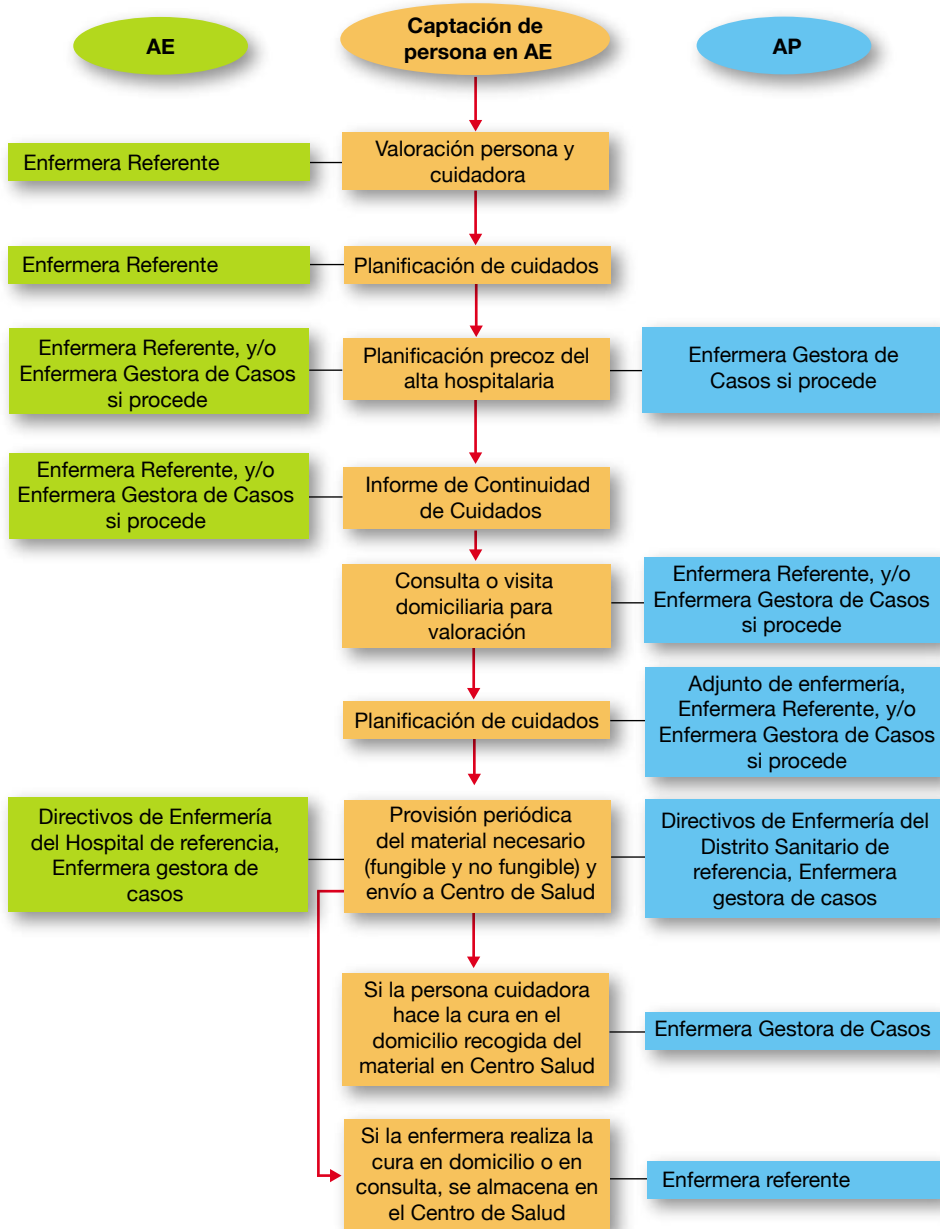 AE
Captación de
persona en AE
AP
Enfermera Referente
Valoración persona y
cuidadora
Enfermera Referente
Planificación de cuidados
Enfermera Referente, y/o
Enfermera Gestora de Casos
si procede
Planificación precoz del
alta hospitalaria
Enfermera Gestora de
Casos si procede
Enfermera Referente, y/o
Enfermera Gestora de Casos
si procede
Informe de Continuidad
de Cuidados
Consulta o visita
domiciliaria para
valoración
Enfermera Referente, y/o
Enfermera Gestora de Casos
si procede
Planificación de cuidados
Adjunto de enfermería,
Enfermera Referente, y/o
Enfermera Gestora de Casos
si procede
Directivos de Enfermería
del Hospital de referencia,
Enfermera gestora de
casos
Provisión periódica
del material necesario
(fungible y no fungible) y
envío a Centro de Salud
Directivos de Enfermería del
Distrito Sanitario de
referencia, Enfermera
gestora de casos
Si la persona cuidadora
hace la cura en el
domicilio recogida del
material en Centro Salud
Enfermera Gestora de Casos
Si la enfermera realiza la
cura en domicilio o en
consulta, se almacena en
el Centro de Salud
Enfermera referente